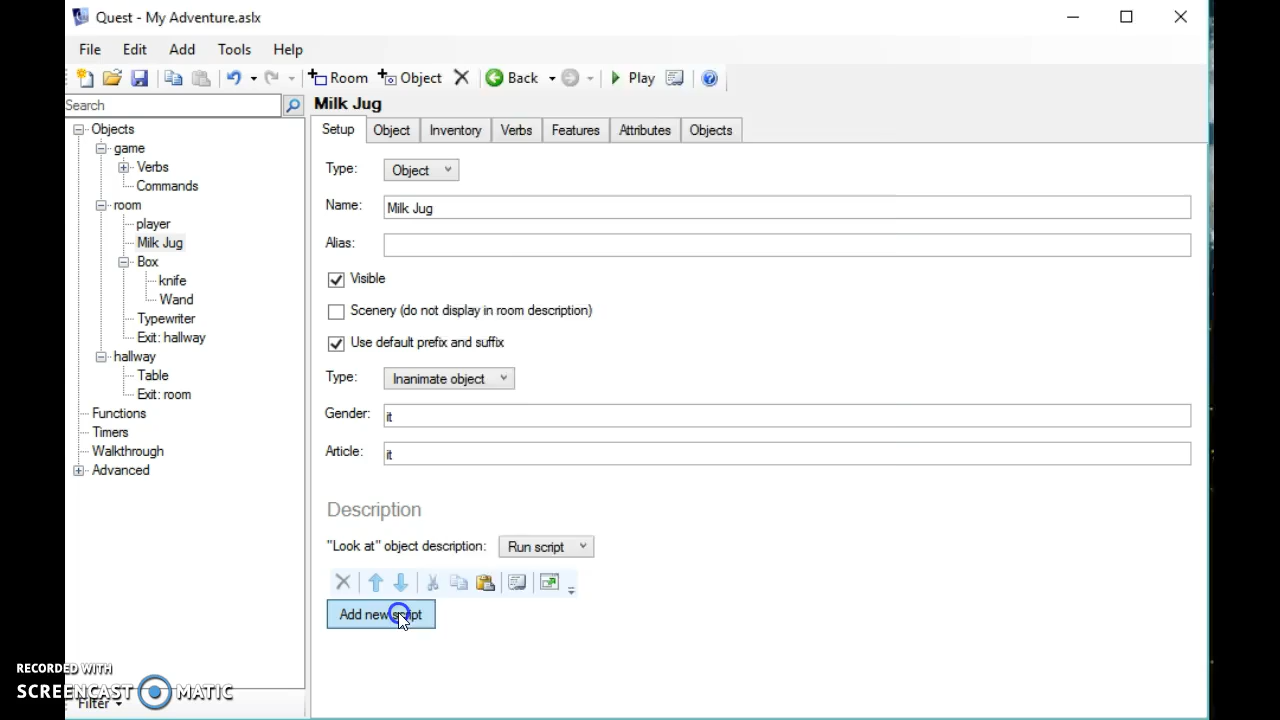 Quest - My Adventure.aslx
File Edit Add Tools Help
Room Object Back Play
Search
Milk Jug
Setup Object Inventory Verbs Features Attributes Objects
Objects
game
Verbs
Commands
room
player
Milk Jug
Box
knife
Wand
Typewriter
Exit: hallway
hallway
Table
Exit: room
Functions
Timers
Walkthrough
Advanced
Filter
Type: Object
Name: Milk Jug
Alias:
Visible
Scenery (do not display in room description)
Use default prefix and suffix
Type: Inanimate object
Gender: it
Article: it
Description
"Look at" object description: Run script
Add new script
RECORDED WITH
SCREENCAST MATIC